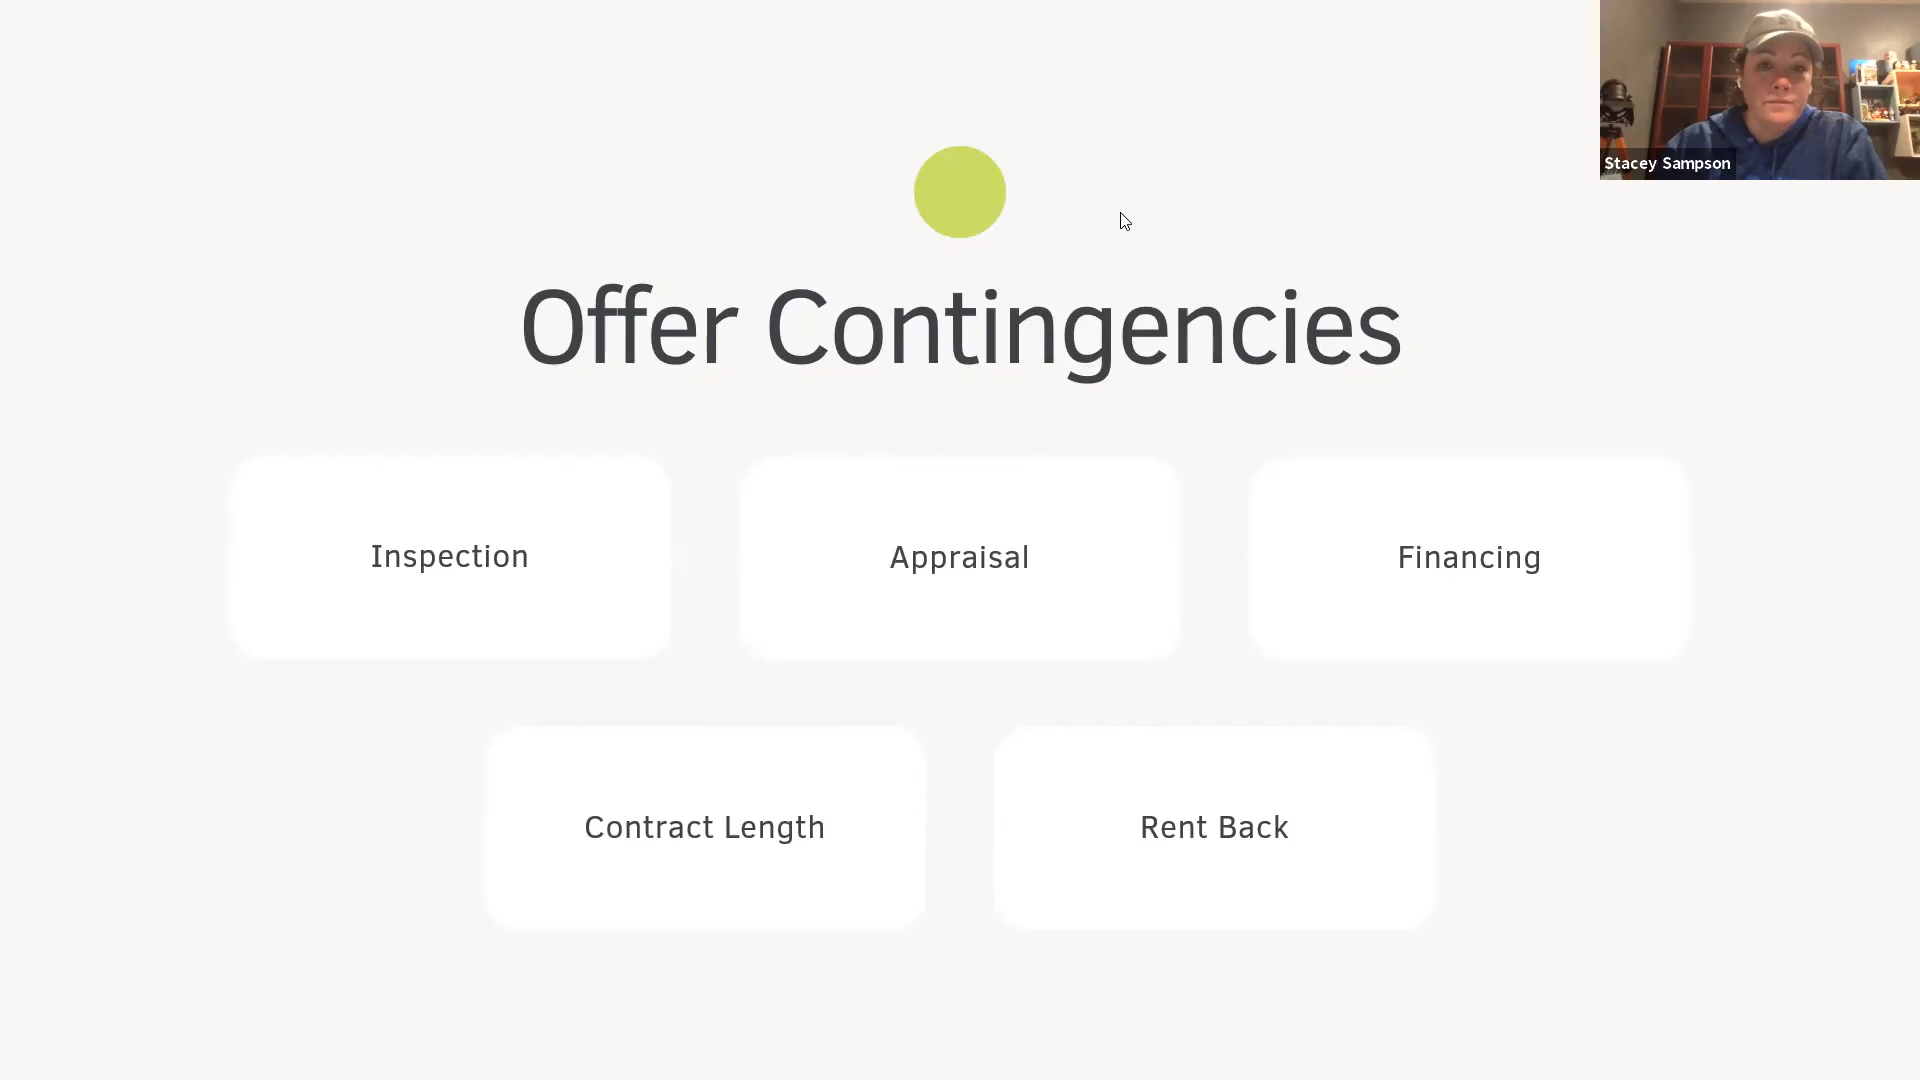 Stacey Sampson
Offer Contingencies
Inspection
Appraisal
Financing
Contract Length
Rent Back